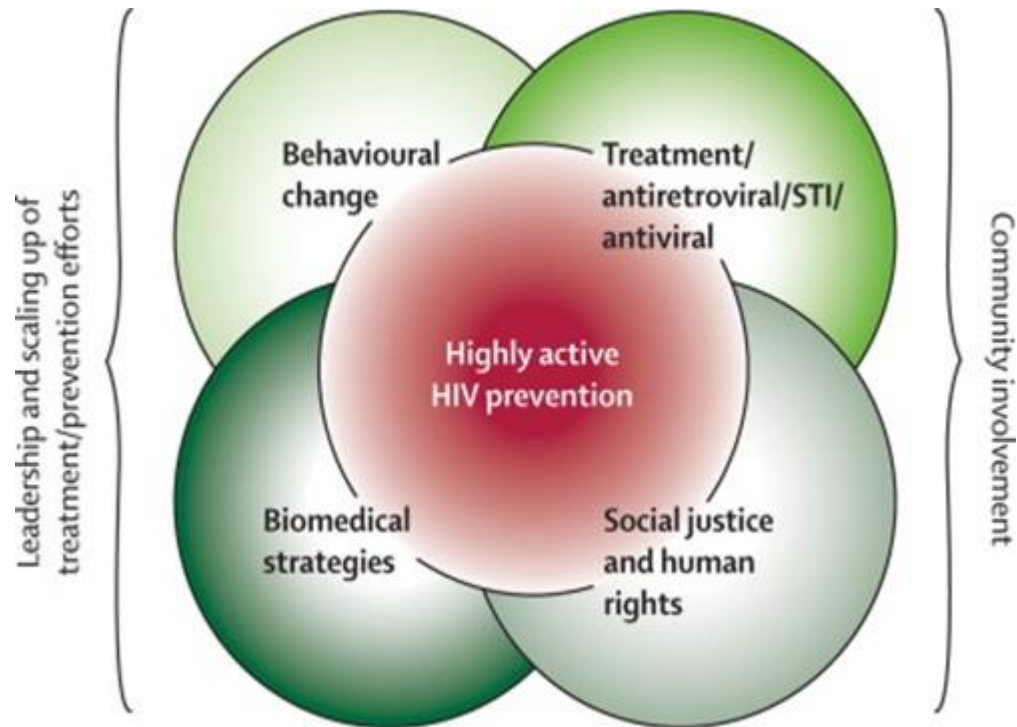 Leadership and scaling up of
treatment/prevention efforts
Behavioural
change
Treatment/
antiretroviral/STI/
antiviral
Highly active
HIV prevention
Biomedical
strategies
Social justice
and human
rights
Community involvement